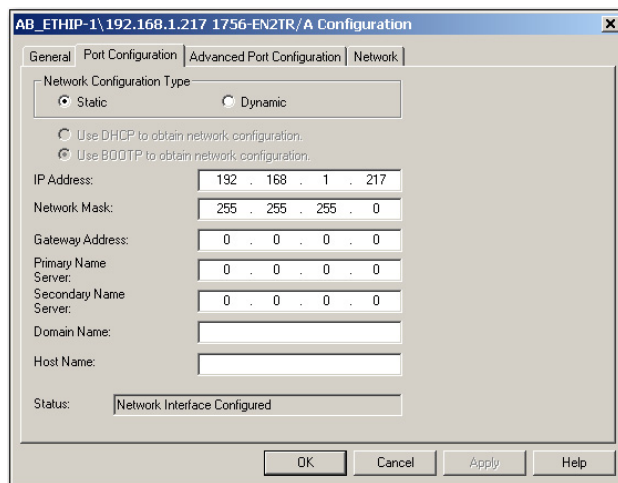 AB_ETHIP-1\192.168.1.217 1756-EN2TR/A Configuration
General Port Configuration Advanced Port Configuration Network
Network Configuration Type
Static Dynamic
Use DHCP to obtain network configuration.
Use BOOTP to obtain network configuration.
IP Address: 192 . 168 . 1 . 217
Network Mask: 255 . 255 . 255 . 0
Gateway Address: 0 . 0 . 0 . 0
Primary Name
Server: 0 . 0 . 0 . 0
Secondary Name
Server: 0 . 0 . 0 . 0
Domain Name:
Host Name:
Status: Network Interface Configured
OK Cancel Apply Help